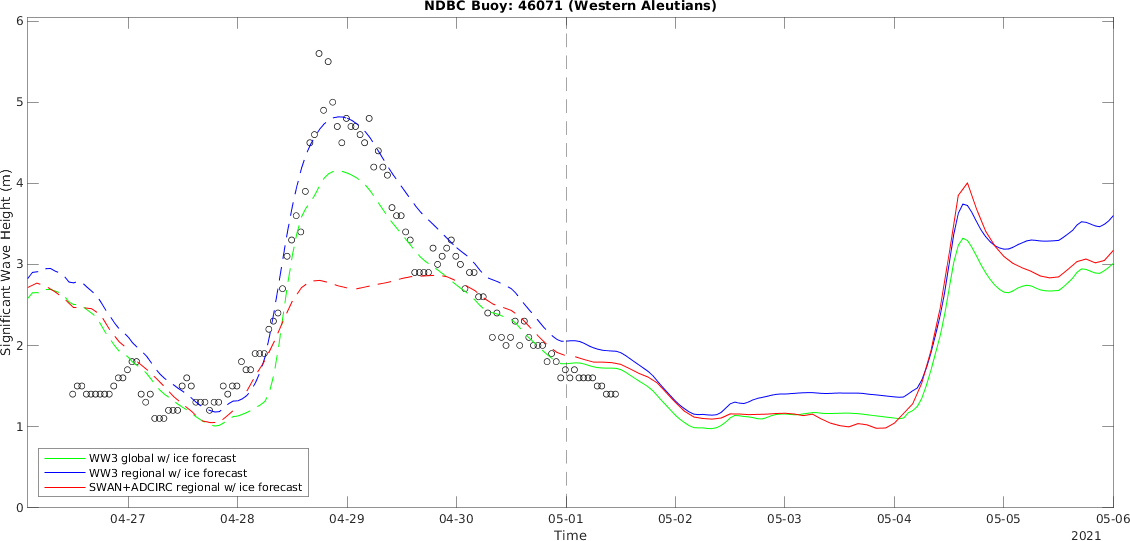 NDBC Buoy: 46071 (Western Aleutians)
6
5
4
3
2
1
0
Significant Wave Height (m)
WW3 global w/ ice forecast
WW3 regional w/ ice forecast
SWAN+ADCIRC regional w/ ice forecast
04-27 04-28 04-29 04-30 05-01 05-02 05-03 05-04 05-05 05-06
Time
2021